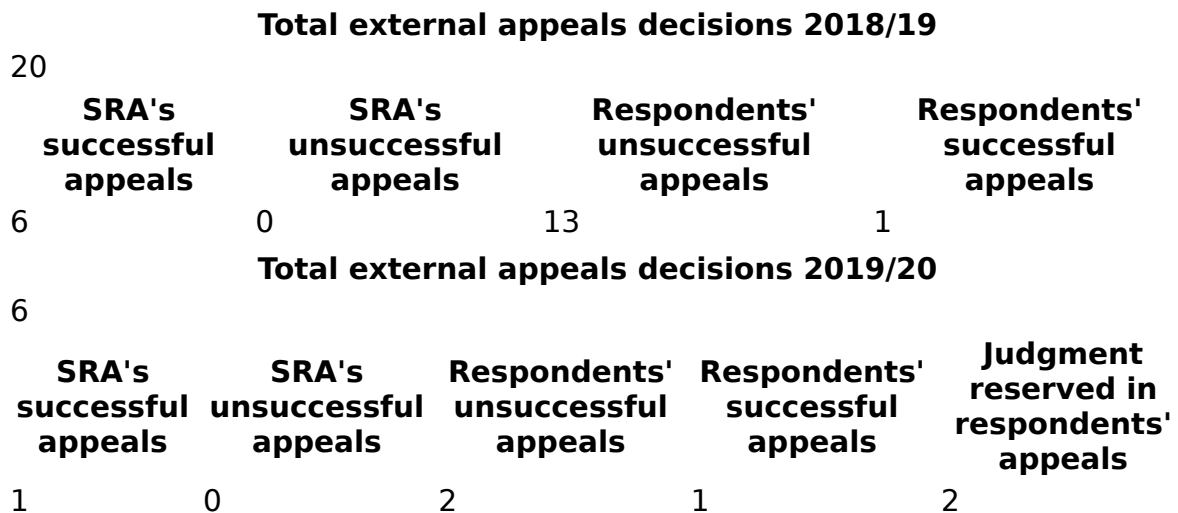 Total external appeals decisions 2018/19
20
SRA's successful appeals SRA's unsuccessful appeals Respondents' unsuccessful appeals Respondents' successful appeals
6 0 13 1
Total external appeals decisions 2019/20
6
SRA's successful appeals SRA's unsuccessful appeals Respondents' unsuccessful appeals Respondents' successful appeals Judgment reserved in respondents' appeals
1 0 2 1 2